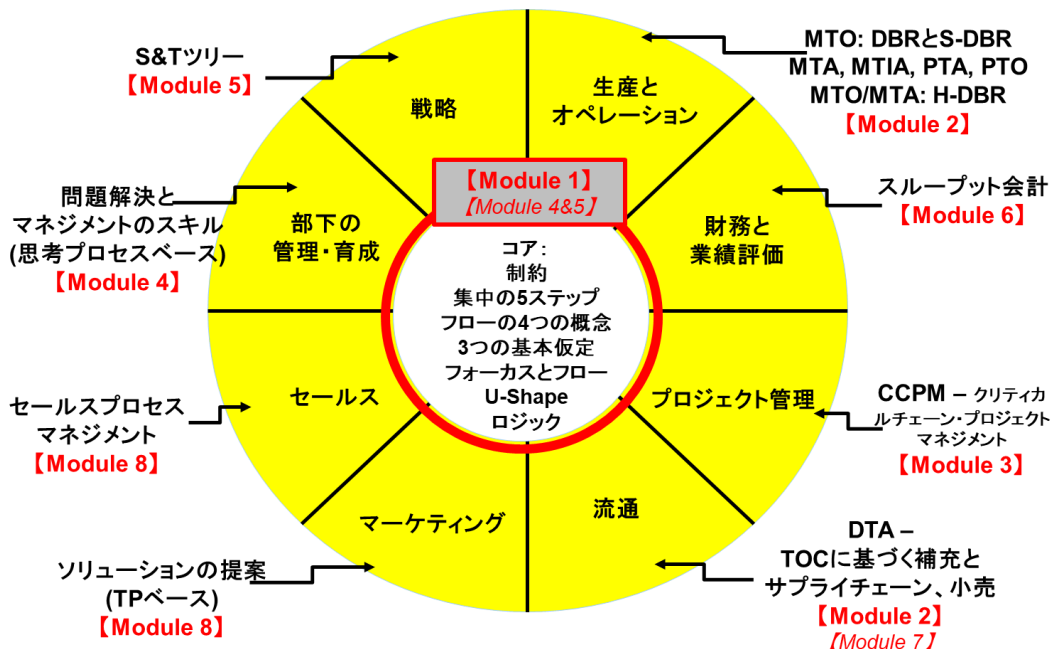 S&Tツリー
【Module 5】
戦略
生産と
オペレーション
MTO: DBRとS-DBR
MTA, MTIA, PTA, PTO
MTO/MTA: H-DBR
【Module 2】
問題解決と
マネジメントのスキル
(思考プロセスベース)
【Module 4】
部下の
管理・育成
【Module 1】
【Module 4&5】
コア:
制約
集中の5ステップ
フローの4つの概念
3つの基本仮定
フォーカスとフロー
U-Shape
ロジック
財務と
業績評価
スループット会計
【Module 6】
セールスプロセス
マネジメント
【Module 8】
セールス
プロジェクト管理
CCPM – クリティカ
ルチェーン・プロジェクト
マネジメント
【Module 3】
ソリューションの提案
(TPベース)
【Module 8】
マーケティング
流通
DTA –
TOCに基づく補充と
サプライチェーン、小売
【Module 2】
【Module 7】